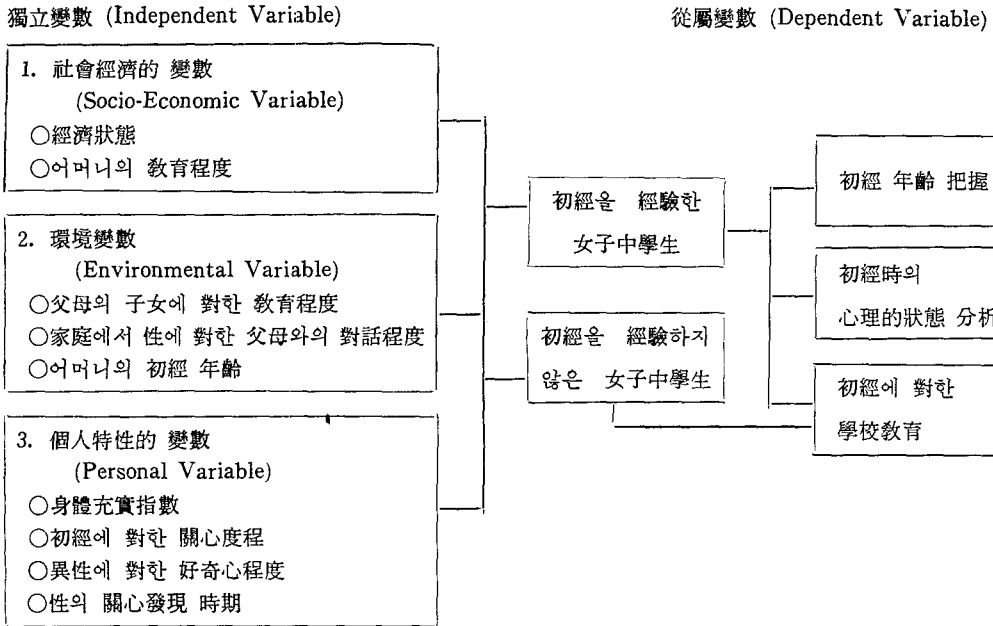 獨立變數 (Independent Variable)
從屬變數 (Dependent Variable)
1. 社會經濟的 變數
(Socio-Economic Variable)
○經濟狀態
○어머니의 敎育程度
2. 環境變數
(Environmental Variable)
○父母의 子女에 對한 敎育程度
○家庭에서 性에 對한 父母와의 對話程度
○어머니의 初經 年齡
3. 個人特性的 變數
(Personal Variable)
○身體充實指數
○初經에 對한 關心度程
○異性에 對한 好奇心程度
○性의 關心發現 時期
初經을 經驗한
女子中學生
初經을 經驗하지
않은 女子中學生
初經 年齡 把握
初經時의
心理的狀態 分析
初經에 對한
學校敎育